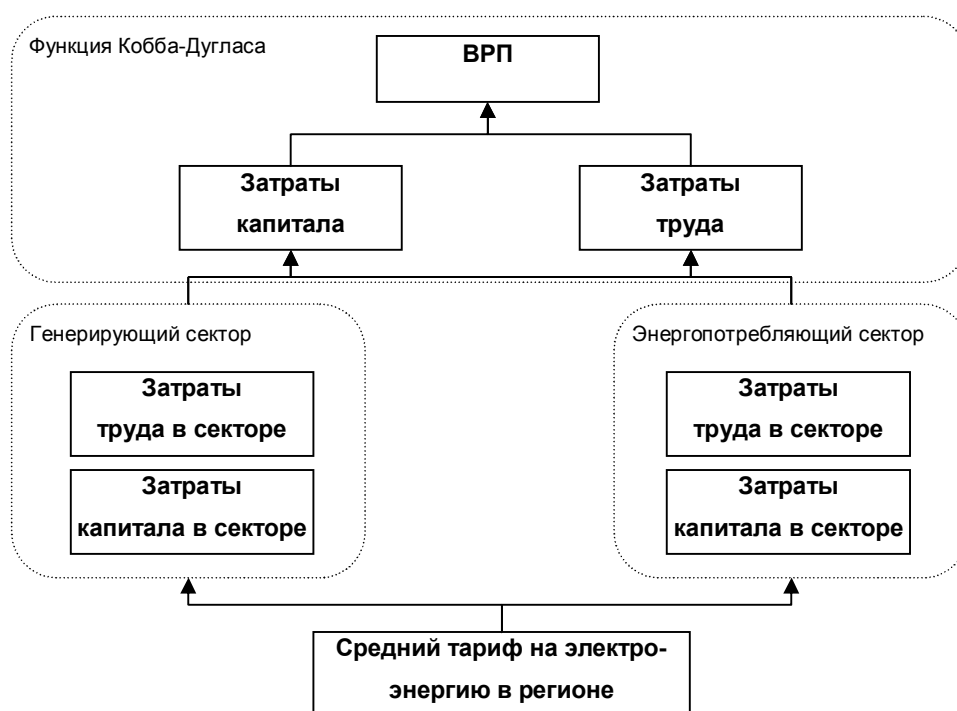 Функция Кобба-Дугласа
ВРП
Затраты
капитала
Затраты
труда
Генерирующий сектор
Затраты
труда в секторе
Затраты
капитала в секторе
Энергопотребляющий сектор
Затраты
труда в секторе
Затраты
капитала в секторе
Средний тариф на электро-
энергию в регионе